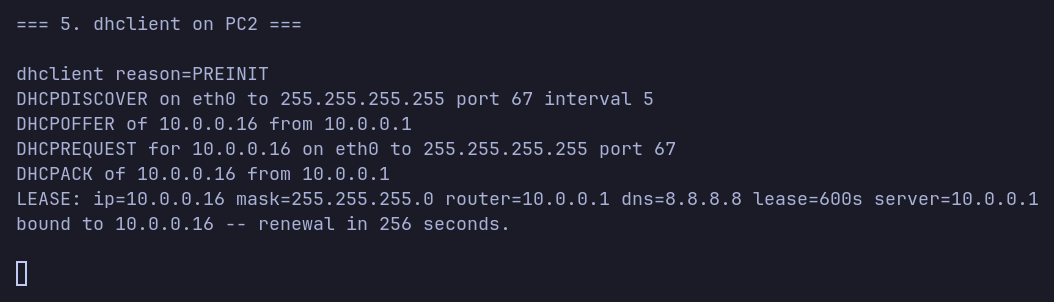 === 5. dhclient on PC2 ===
dhclient reason=PREINIT
DHCPDISCOVER on eth0 to 255.255.255.255 port 67 interval 5
DHCPOFFER of 10.0.0.16 from 10.0.0.1
DHCPREQUEST for 10.0.0.16 on eth0 to 255.255.255.255 port 67
DHCPACK of 10.0.0.16 from 10.0.0.1
LEASE: ip=10.0.0.16 mask=255.255.255.0 router=10.0.0.1 dns=8.8.8.8 lease=600s server=10.0.0.1
bound to 10.0.0.16 -- renewal in 256 seconds.